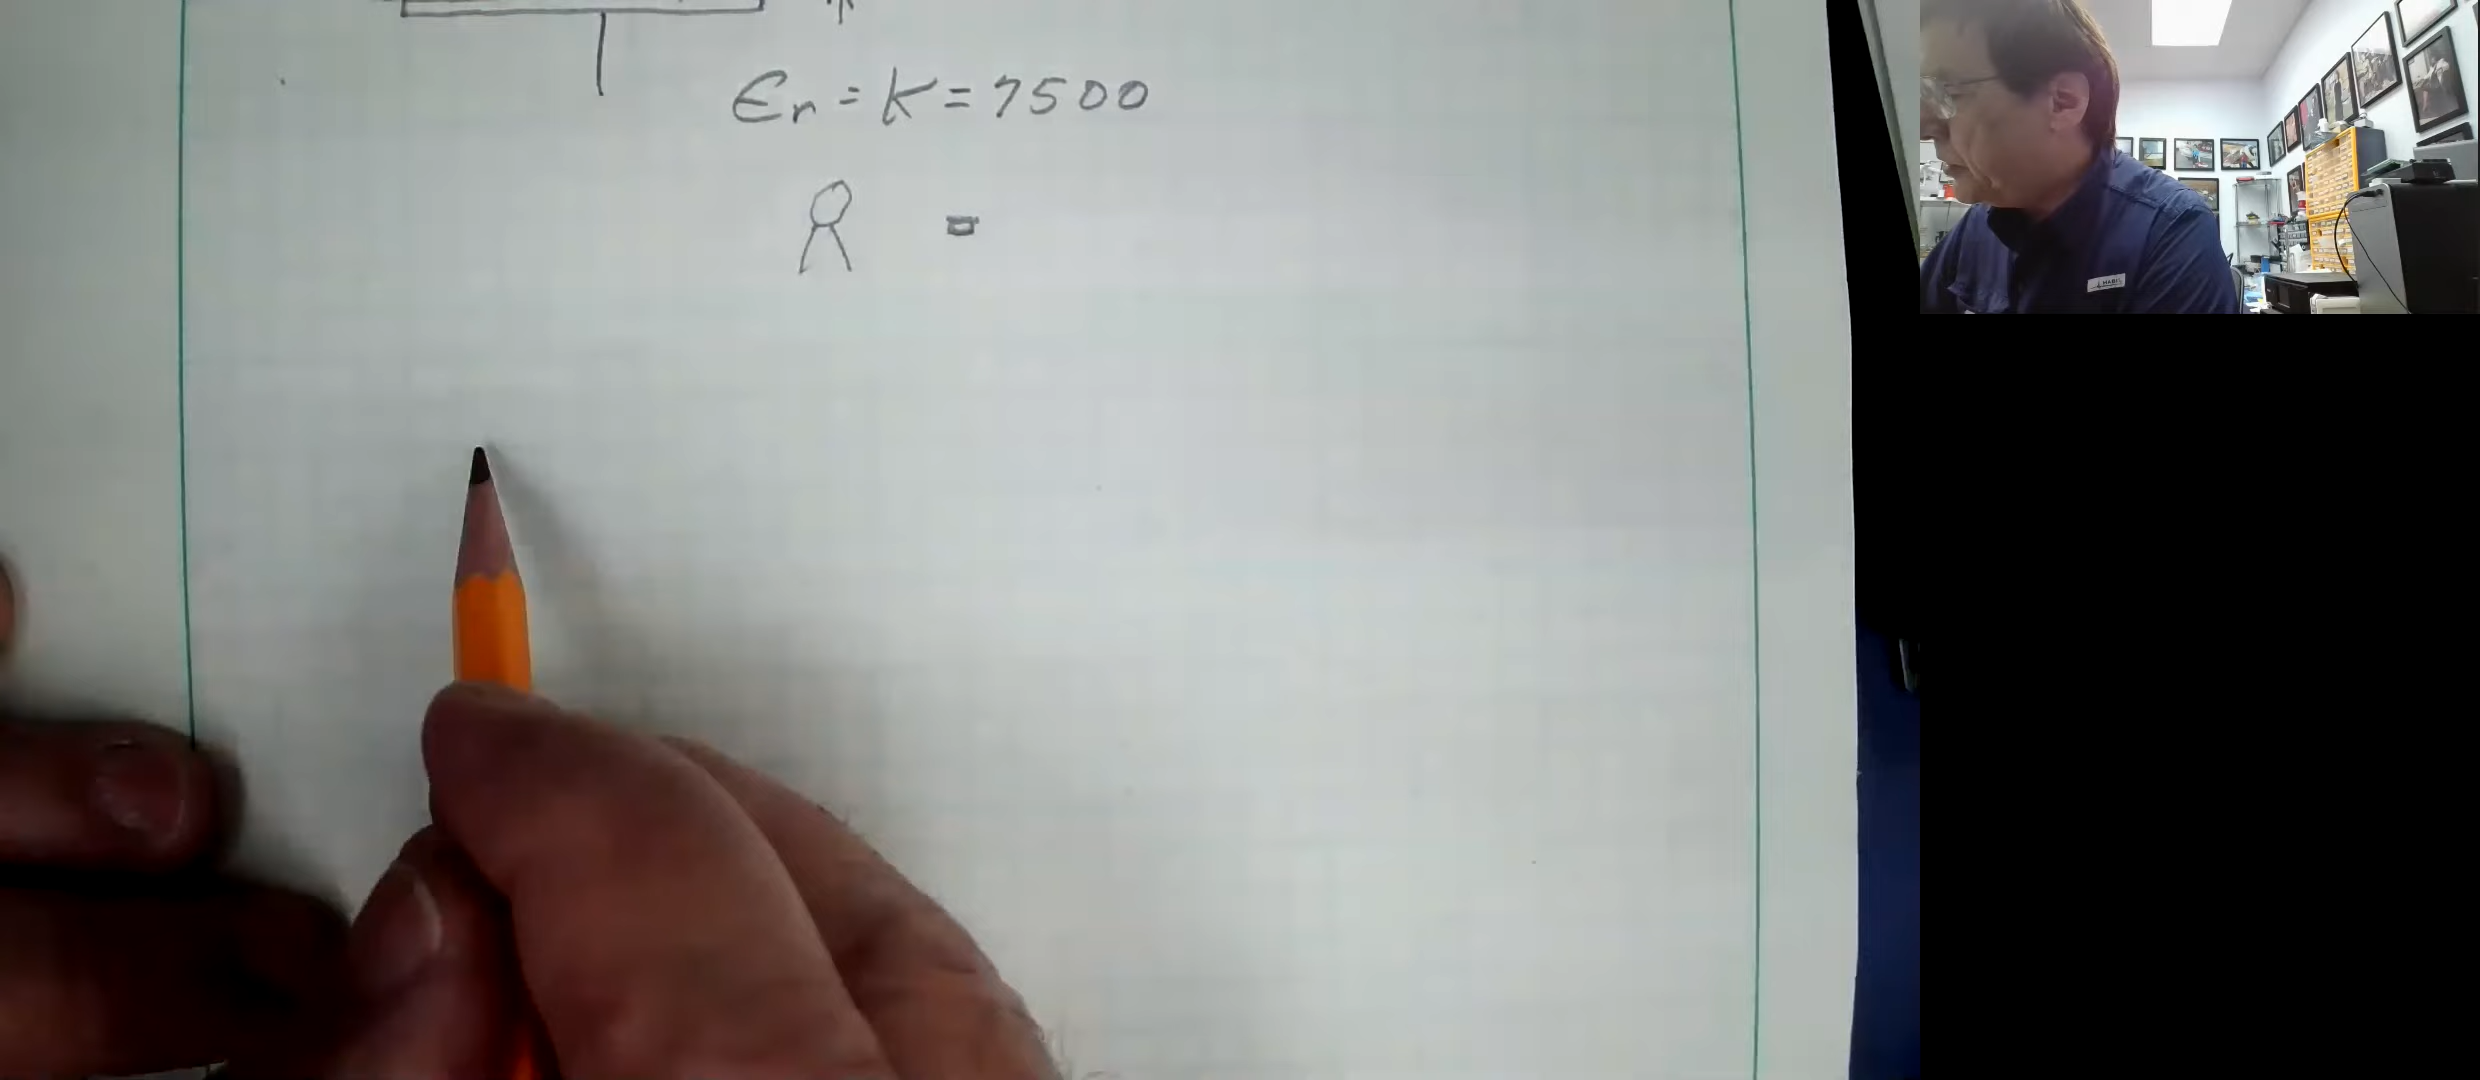 εr = K = 7500
=